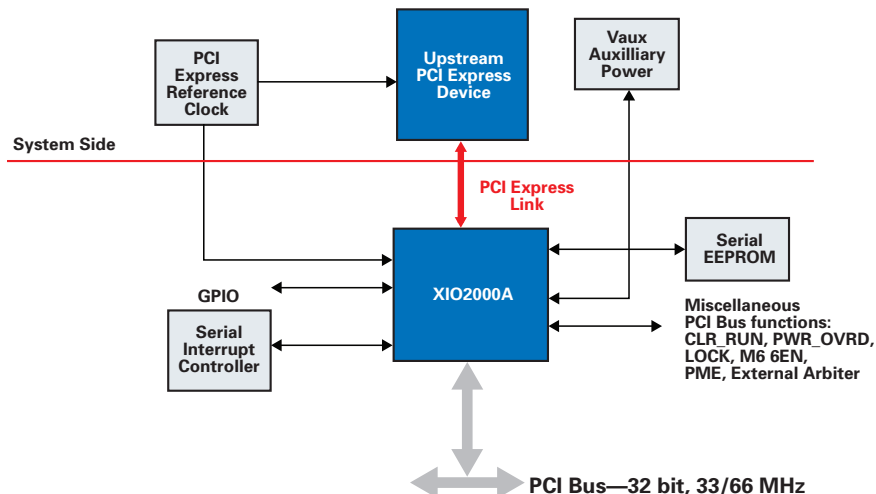 PCI
Express
Reference
Clock
Upstream
PCI Express
Device
Vaux
Auxilliary
Power
System Side
PCI Express
Link
XIO2000A
Serial
EEPROM
GPIO
Serial
Interrupt
Controller
Miscellaneous
PCI Bus functions:
CLR_RUN, PWR_OVRD,
LOCK, M6 6EN,
PME, External Arbiter
PCI Bus—32 bit, 33/66 MHz